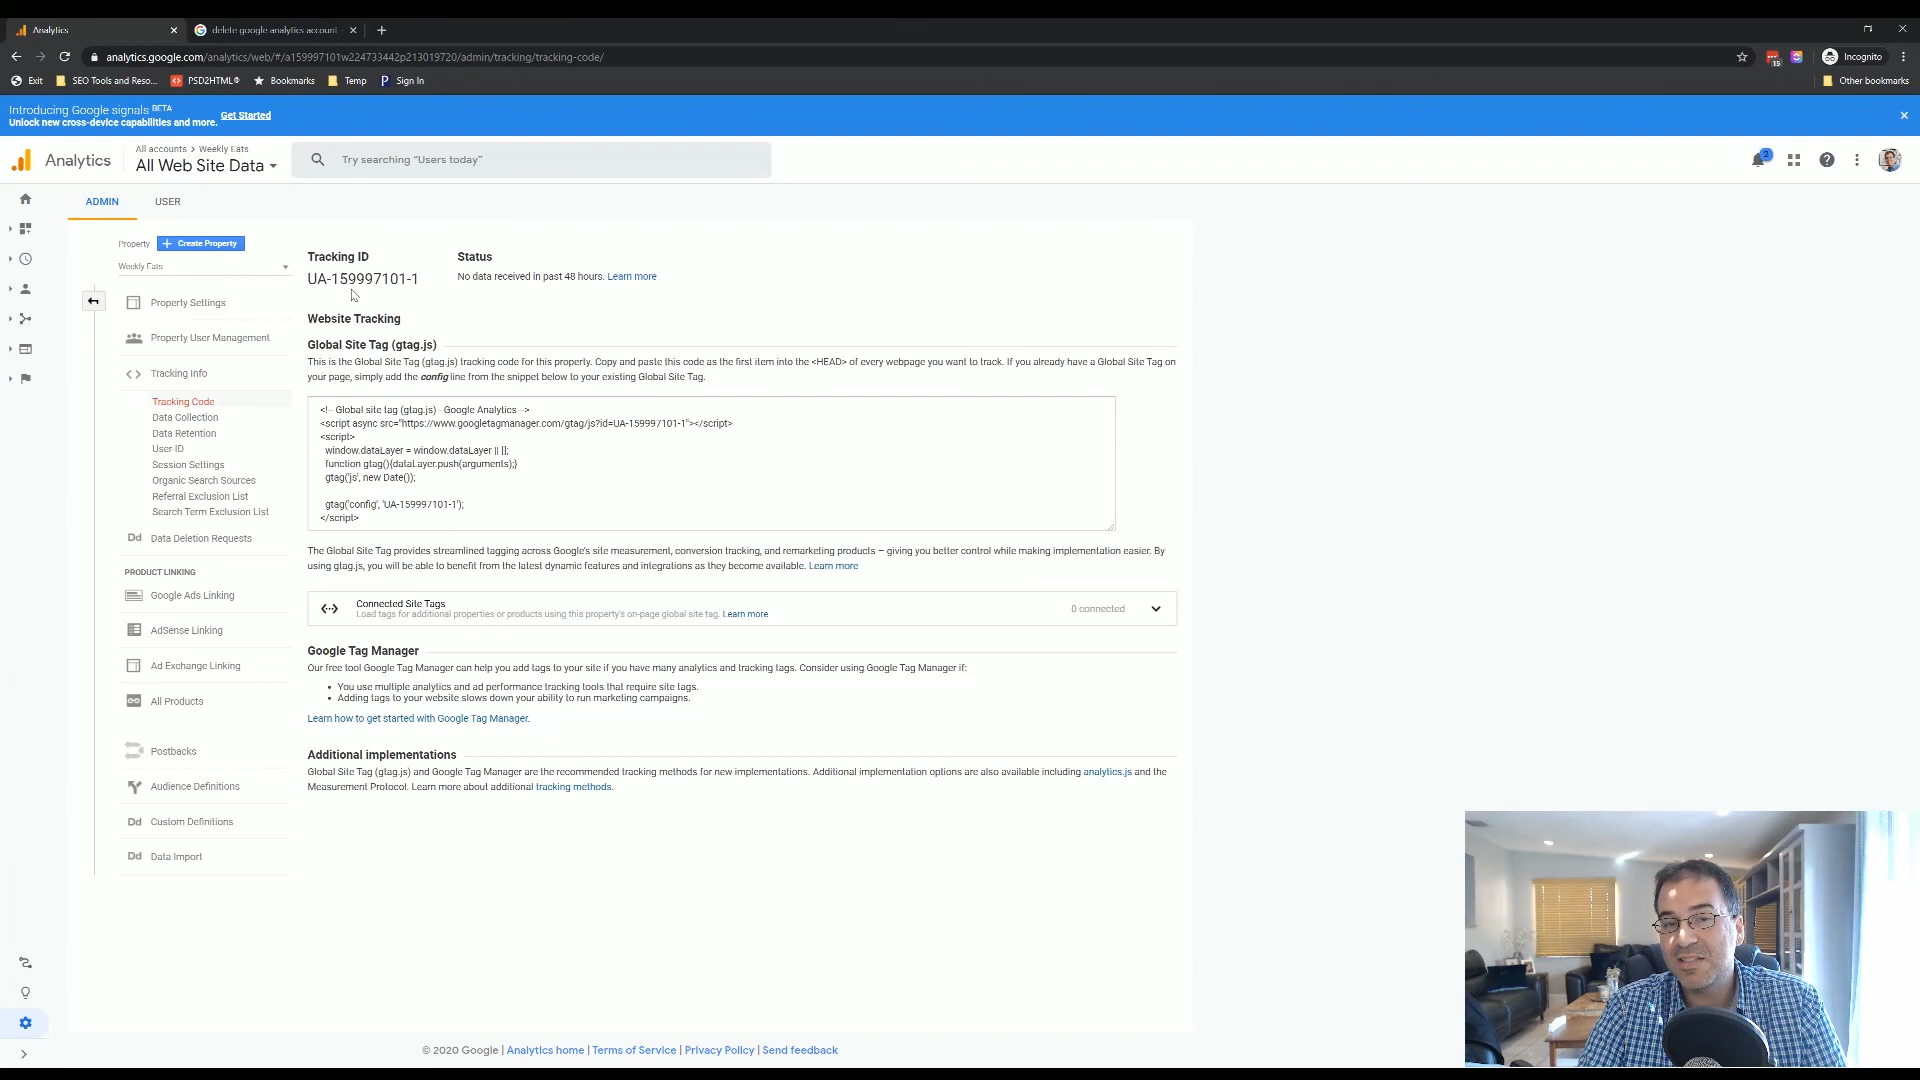 Analytics
delete google analytics account -
analytics.google.com/analytics/web/#/a159997101w224733442p213019720/admin/tracking/tracking-code/
15
Incognito
Exit
SEO Tools and Reso...
PSD2HTML®
Bookmarks
Temp
Sign In
Other bookmarks
Introducing Google signals BETA
Unlock new cross-device capabilities and more.
Get Started
Analytics
All accounts > Weekly Eats
All Web Site Data
Try searching “Users today”
2
ADMIN
USER
Property
+ Create Property
Weekly Eats
Property Settings
Property User Management
Tracking Info
Tracking Code
Data Collection
Data Retention
User-ID
Session Settings
Organic Search Sources
Referral Exclusion List
Search Term Exclusion List
Dd Data Deletion Requests
PRODUCT LINKING
Google Ads Linking
AdSense Linking
Ad Exchange Linking
All Products
Postbacks
Audience Definitions
Dd Custom Definitions
Dd Data Import
Tracking ID
UA-159997101-1
Status
No data received in past 48 hours. Learn more
Website Tracking
Global Site Tag (gtag.js)
This is the Global Site Tag (gtag.js) tracking code for this property. Copy and paste this code as the first item into the <HEAD> of every webpage you want to track. If you already have a Global Site Tag on
your page, simply add the config line from the snippet below to your existing Global Site Tag.
<!-- Global site tag (gtag.js) - Google Analytics -->
<script async src="https://www.googletagmanager.com/gtag/js?id=UA-159997101-1"></script>
<script>
window.dataLayer = window.dataLayer || [];
function gtag(){dataLayer.push(arguments);}
gtag('js', new Date());
gtag('config', 'UA-159997101-1');
</script>
The Global Site Tag provides streamlined tagging across Google's site measurement, conversion tracking, and remarketing products – giving you better control while making implementation easier. By
using gtag.js, you will be able to benefit from the latest dynamic features and integrations as they become available. Learn more
Connected Site Tags
Load tags for additional properties or products using this property's on-page global site tag. Learn more
0 connected
Google Tag Manager
Our free tool Google Tag Manager can help you add tags to your site if you have many analytics and tracking tags. Consider using Google Tag Manager if:
• You use multiple analytics and ad performance tracking tools that require site tags.
• Adding tags to your website slows down your ability to run marketing campaigns.
Learn how to get started with Google Tag Manager.
Additional implementations
Global Site Tag (gtag.js) and Google Tag Manager are the recommended tracking methods for new implementations. Additional implementation options are also available including analytics.js and the
Measurement Protocol. Learn more about additional tracking methods.
© 2020 Google | Analytics home | Terms of Service | Privacy Policy | Send feedback